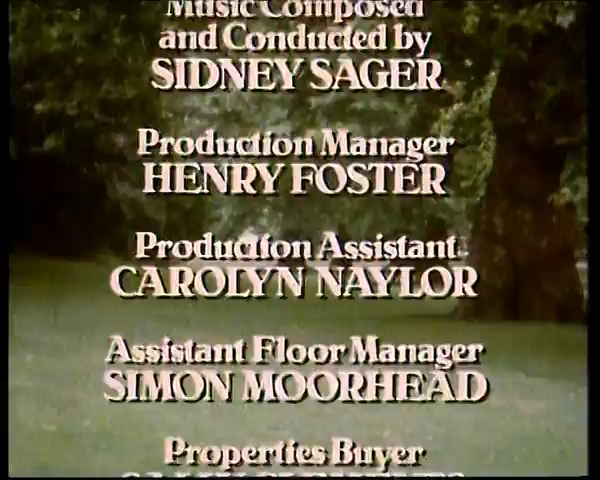 Music Composed
and Conducted by
SIDNEY SAGER
Production Manager
HENRY FOSTER
Production Assistant
CAROLYN NAYLOR
Assistant Floor Manager
SIMON MOORHEAD
Properties Buyer